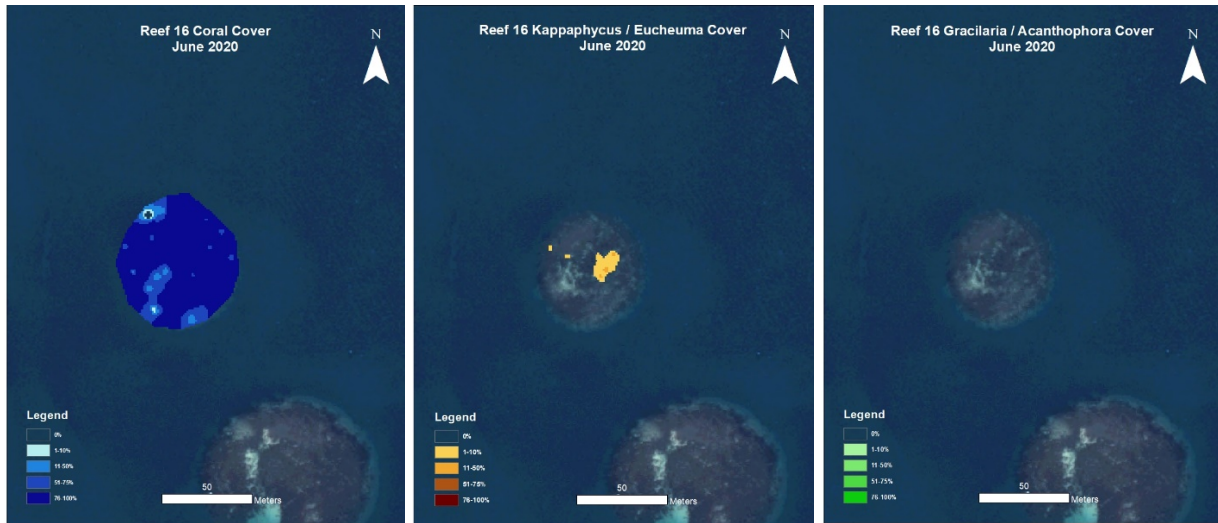 Reef 16 Coral Cover
June 2020
N
Legend
0%
1-10%
11-50%
51-75%
76-100%
50
Meters
Reef 16 Kappaphycus / Eucheuma Cover
June 2020
N
Legend
0%
1-10%
11-50%
51-75%
76-100%
50
Meters
Reef 16 Gracilaria / Acanthophora Cover
June 2020
N
Legend
0%
1-10%
11-50%
51-75%
76-100%
50
Meters